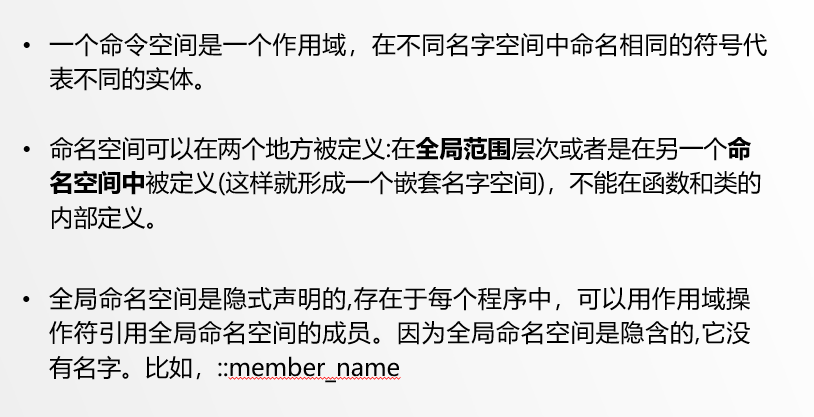 • 一个命令空间是一个作用域，在不同名字空间中命名相同的符号代
表不同的实体。
• 命名空间可以在两个地方被定义:在全局范围层次或者是在另一个命
名空间中被定义(这样就形成一个嵌套名字空间)，不能在函数和类的
内部定义。
• 全局命名空间是隐式声明的,存在于每个程序中，可以用作用域操
作符引用全局命名空间的成员。因为全局命名空间是隐含的,它没
有名字。比如，::member_name